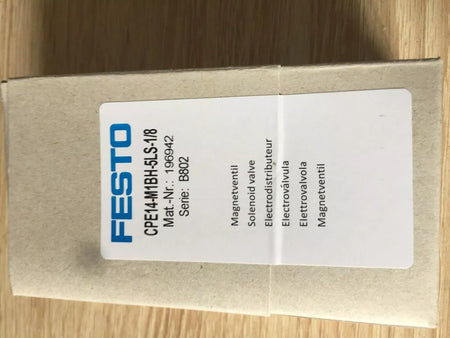 FESTO
CPE14-M1BH-5LS-1/8
Mat.-Nr.: 196942
Serie: B802
Magnetventil
Solenoid valve
Electrodistributeur
Electroválvula
Elettrovalvola
Magnetventil